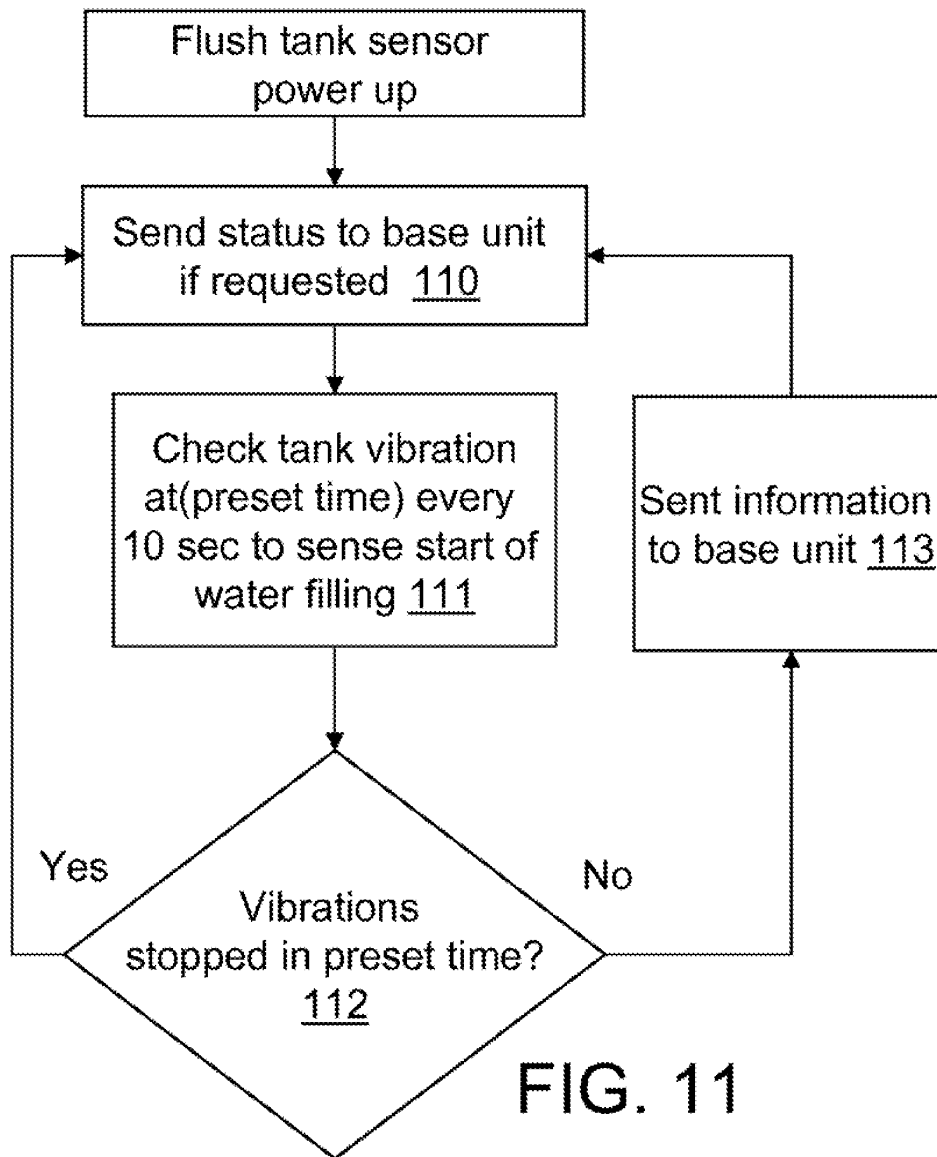 Flush tank sensor
power up
Send status to base unit
if requested 110
Check tank vibration
at(preset time) every
10 sec to sense start of
water filling 111
Sent information
to base unit 113
Yes
No
Vibrations
stopped in preset time?
112
FIG. 11